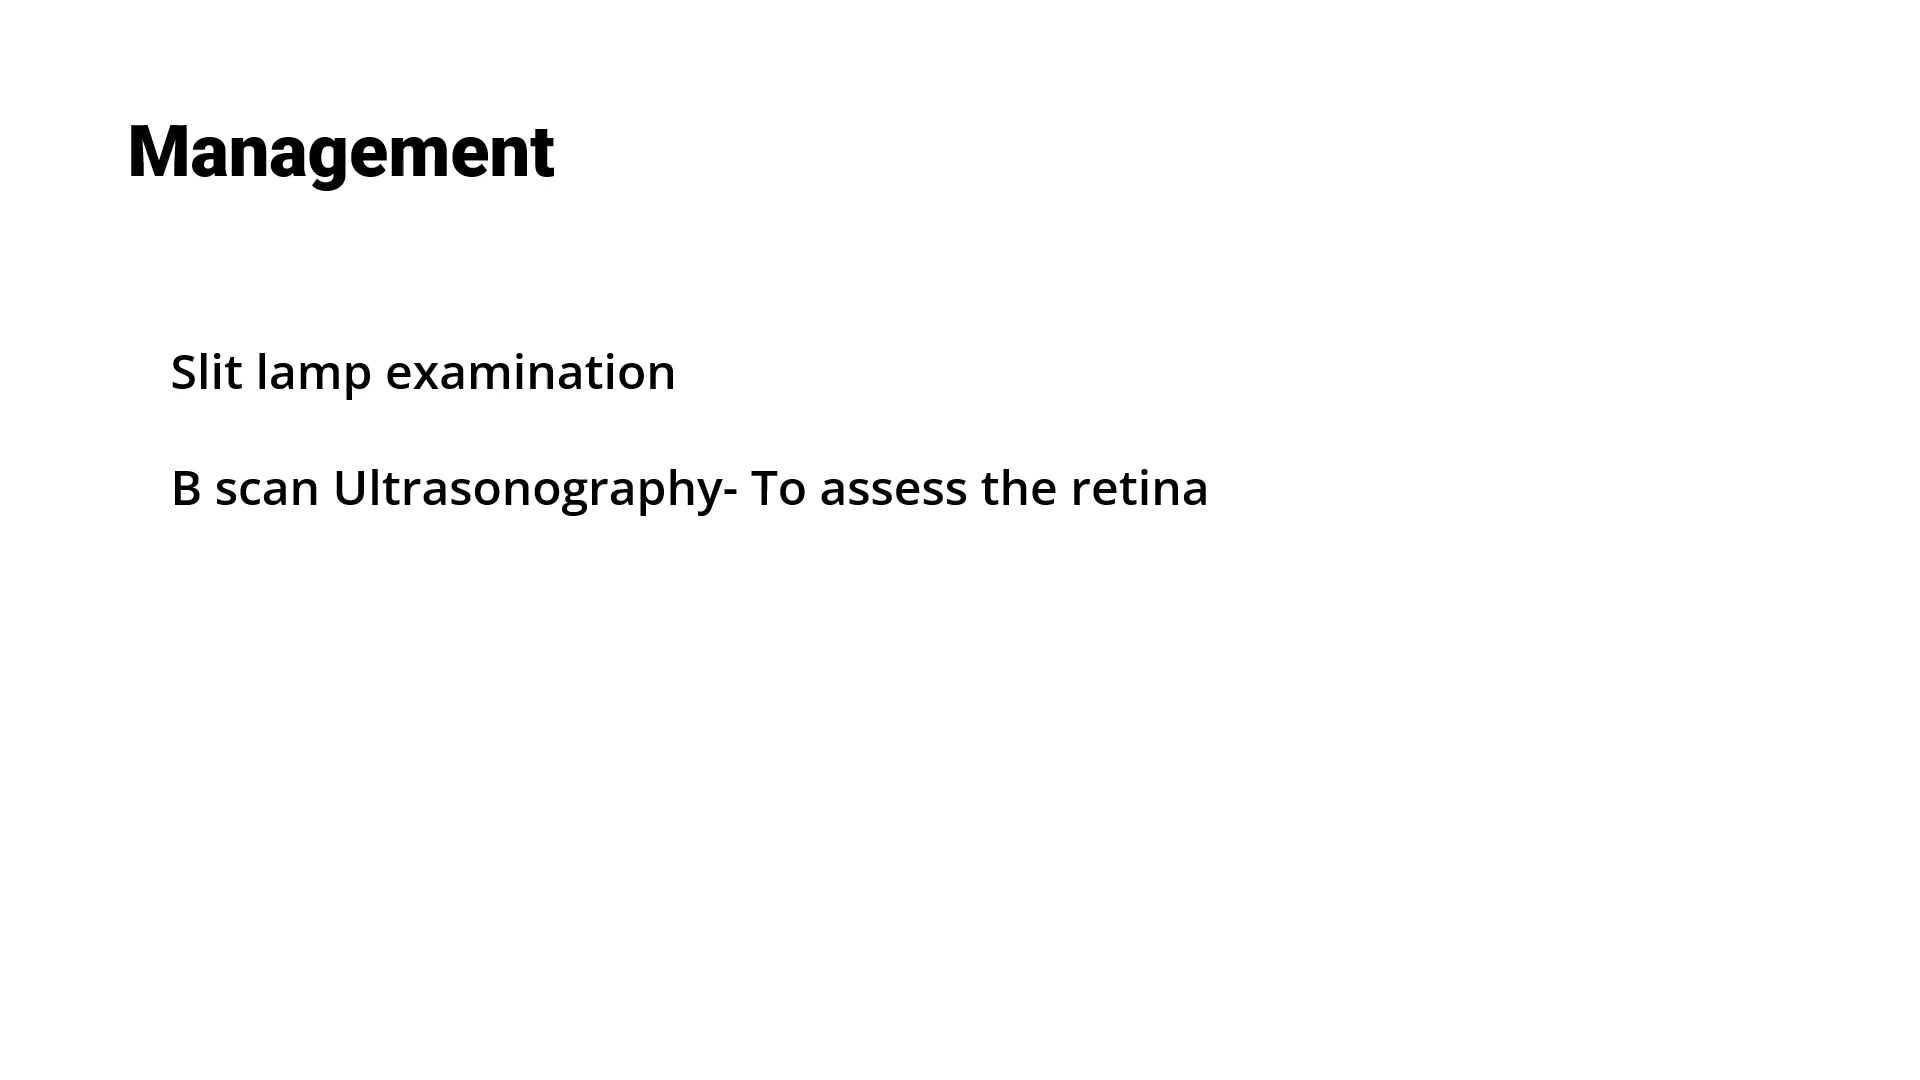 Management
Slit lamp examination
B scan Ultrasonography- To assess the retina